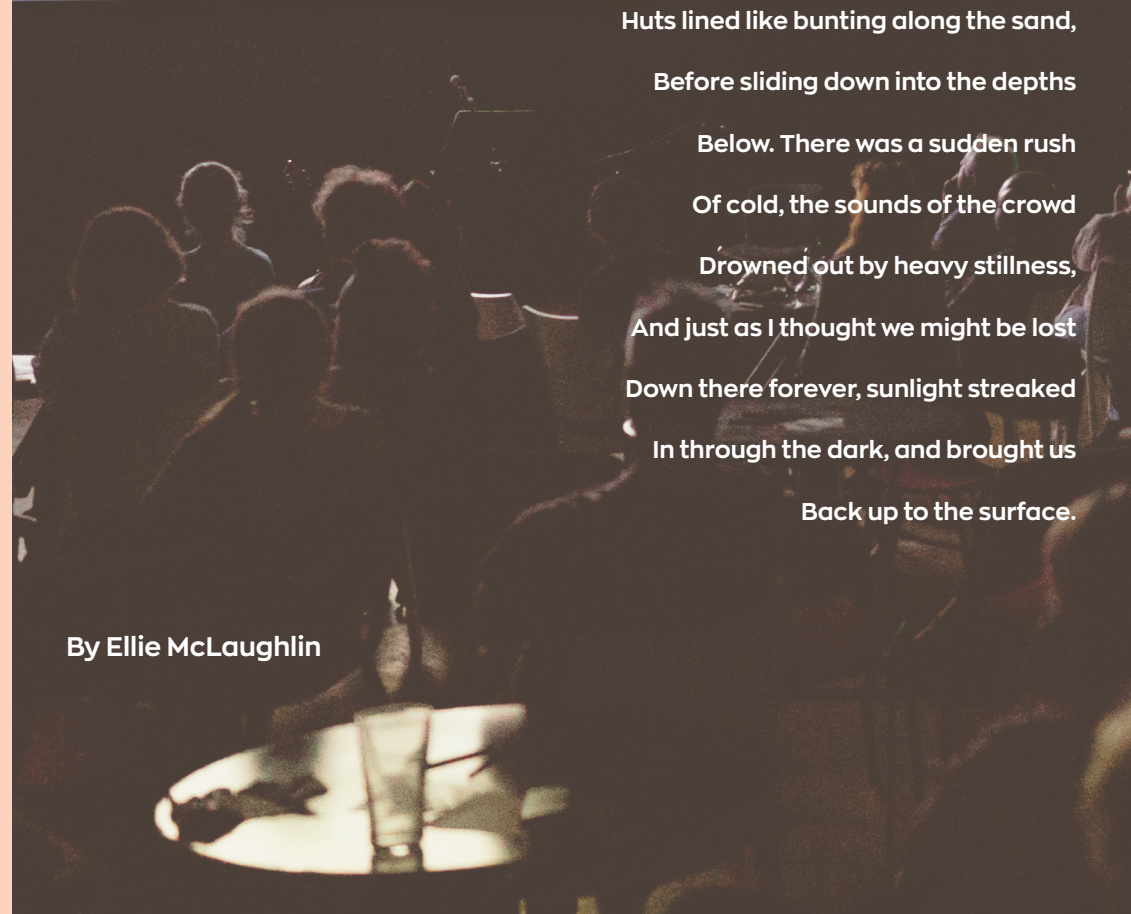 Huts lined like bunting along the sand,
Before sliding down into the depths
Below. There was a sudden rush
Of cold, the sounds of the crowd
Drowned out by heavy stillness,
And just as I thought we might be lost
Down there forever, sunlight streaked
In through the dark, and brought us
Back up to the surface.
By Ellie McLaughlin